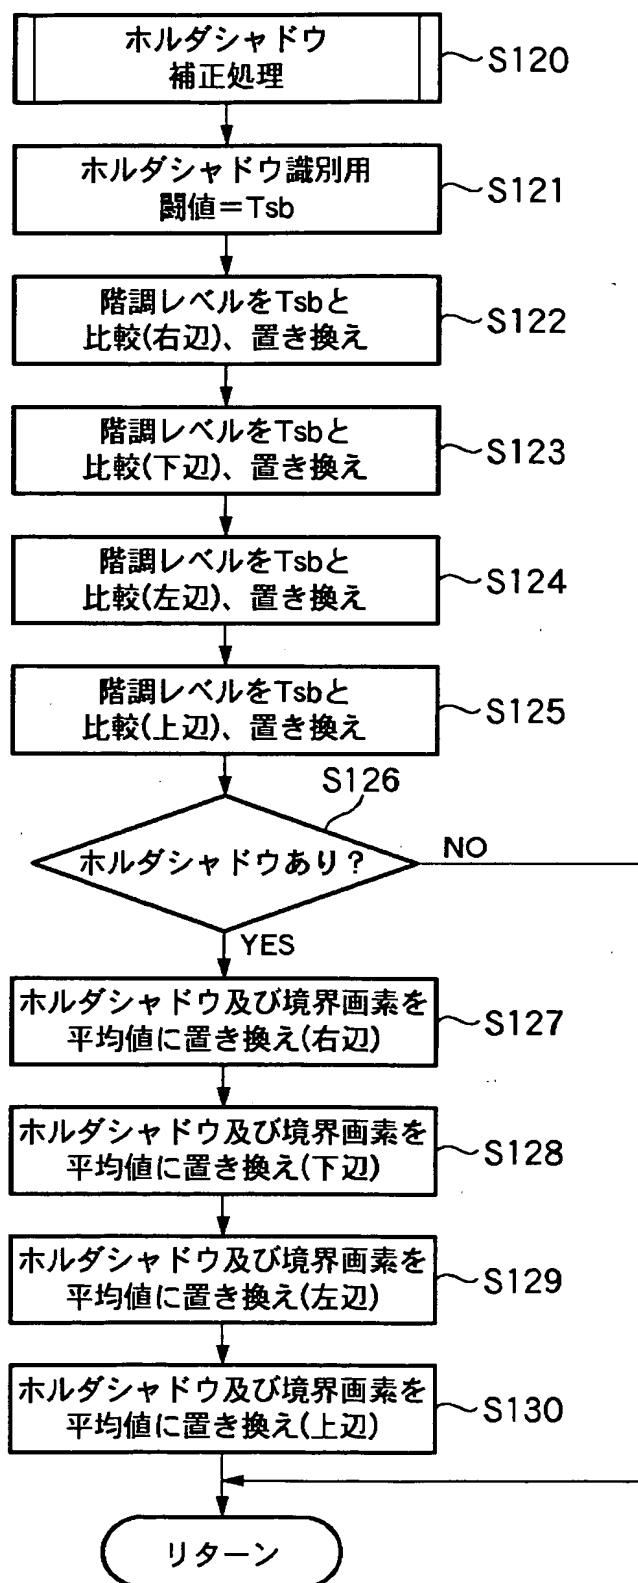 ホルダシャドウ
補正処理
S120
ホルダシャドウ識別用
閾値＝Tsb
S121
階調レベルをTsbと
比較(右辺)、置き換え
S122
階調レベルをTsbと
比較(下辺)、置き換え
S123
階調レベルをTsbと
比較(左辺)、置き換え
S124
階調レベルをTsbと
比較(上辺)、置き換え
S125
S126
ホルダシャドウあり？
NO
YES
ホルダシャドウ及び境界画素を
平均値に置き換え(右辺)
S127
ホルダシャドウ及び境界画素を
平均値に置き換え(下辺)
S128
ホルダシャドウ及び境界画素を
平均値に置き換え(左辺)
S129
ホルダシャドウ及び境界画素を
平均値に置き換え(上辺)
S130
リターン